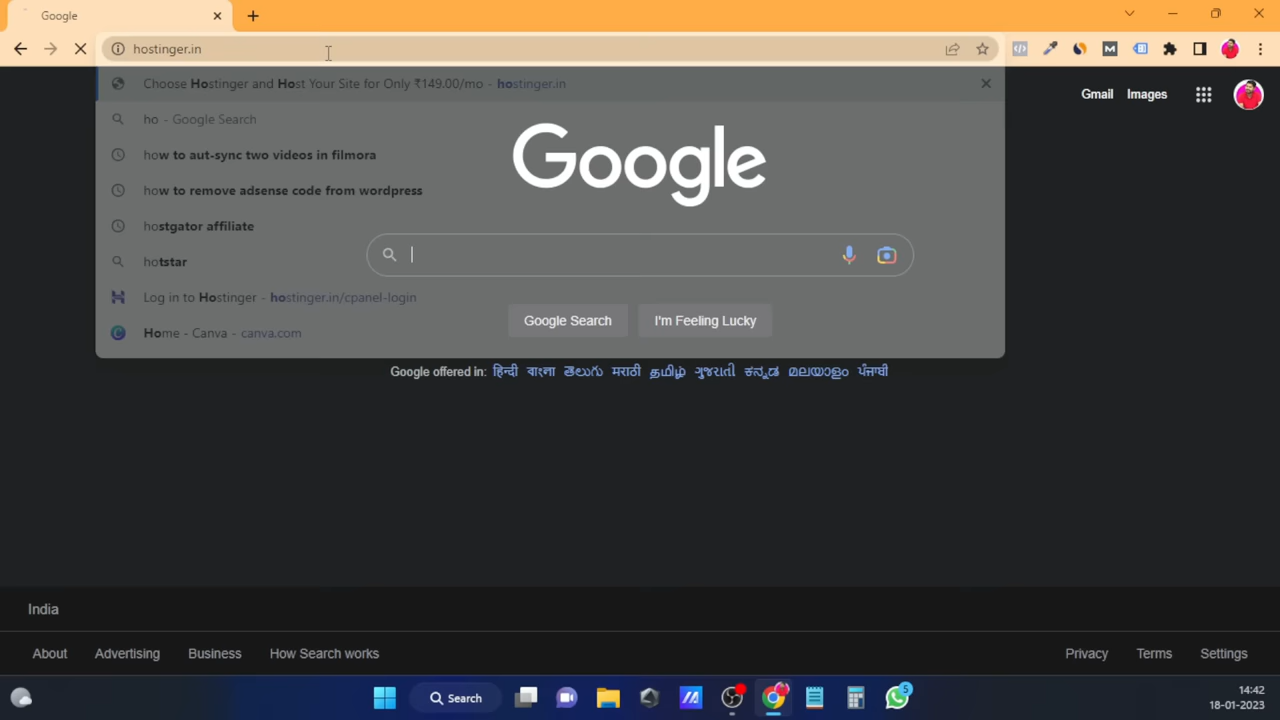 Google
hostinger.in
Choose Hostinger and Host Your Site for Only ₹149.00/mo - hostinger.in
ho - Google Search
how to aut-sync two videos in filmora
how to remove adsense code from wordpress
hostgator affiliate
hotstar
Log in to Hostinger - hostinger.in/cpanel-login
Home - Canva - canva.com
Gmail Images
Google
Google Search I'm Feeling Lucky
Google offered in: हिन्दी বাংলা తెలుగు मराठी தமிழ் ગુજરાતી ಕನ್ನಡ മലയാളം ਪੰਜਾਬੀ
India
About Advertising Business How Search works Privacy Terms Settings
Search
5
14:42
18-01-2023